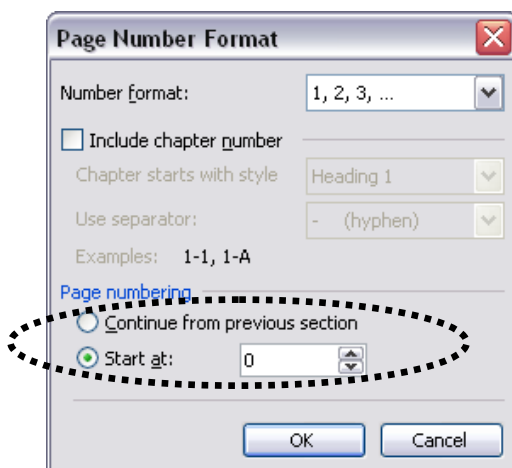 Page Number Format
Number format: 1, 2, 3, ...
Include chapter number
Chapter starts with style Heading 1
Use separator: - (hyphen)
Examples: 1-1, 1-A
Page numbering
Continue from previous section
Start at: 0
OK Cancel